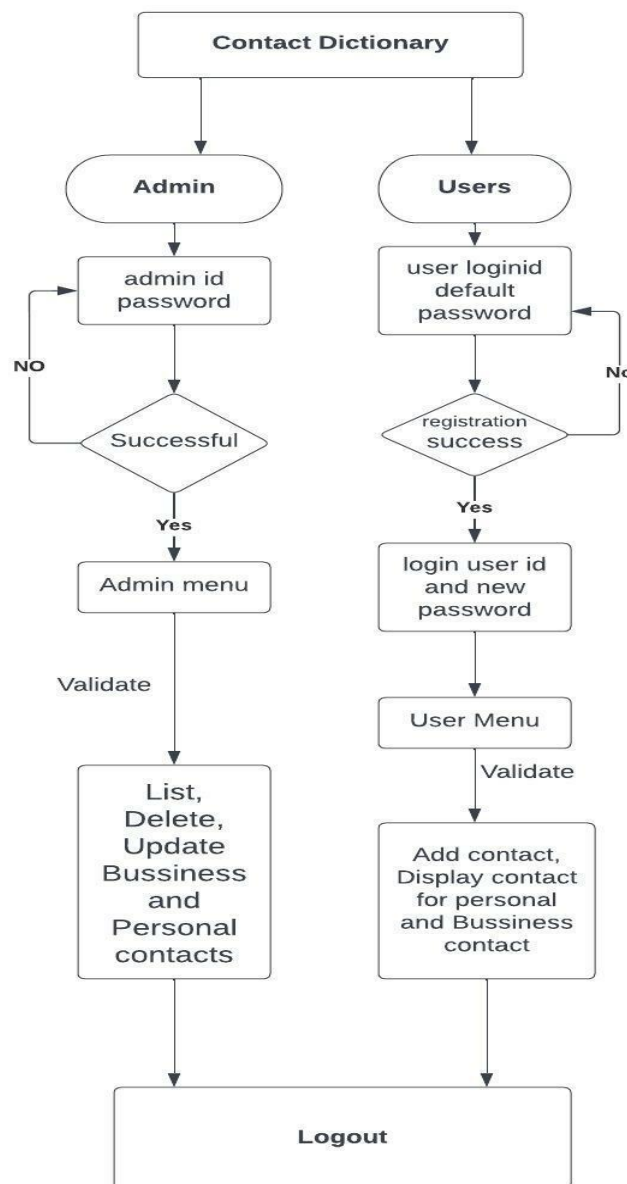 Contact Dictionary
Admin
admin id
password
NO
Successful
Yes
Admin menu
Validate
List,
Delete,
Update
Bussiness
and
Personal
contacts
Users
user loginid
default
password
No
registration
success
Yes
login user id
and new
password
User Menu
Validate
Add contact,
Display contact
for personal
and Bussiness
contact
Logout